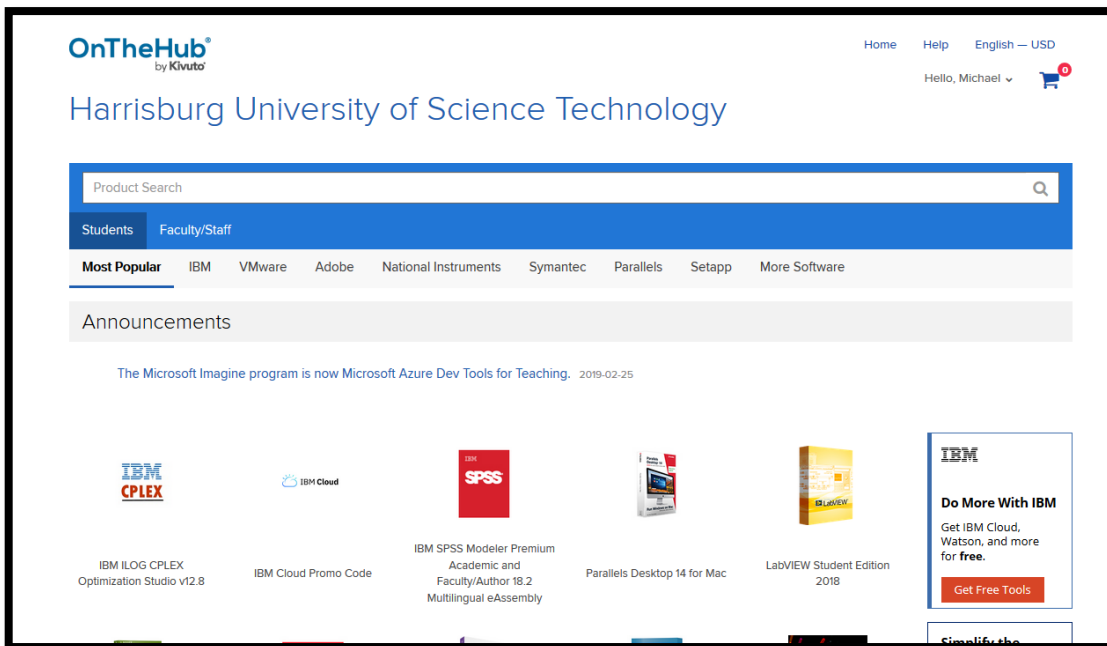 OnTheHub®
by Kivuto
Home Help English — USD
Hello, Michael
0
Harrisburg University of Science Technology
Product Search
Students Faculty/Staff
Most Popular IBM VMware Adobe National Instruments Symantec Parallels Setapp More Software
Announcements
The Microsoft Imagine program is now Microsoft Azure Dev Tools for Teaching. 2019-02-25
IBM
CPLEX
IBM ILOG CPLEX
Optimization Studio v12.8
IBM Cloud
IBM Cloud Promo Code
IBM
SPSS
IBM SPSS Modeler Premium
Academic and
Faculty/Author 18.2
Multilingual eAssembly
Parallels Desktop 14 for Mac
LabVIEW
LabVIEW Student Edition
2018
IBM
Do More With IBM
Get IBM Cloud,
Watson, and more
for free.
Get Free Tools
Simplify the